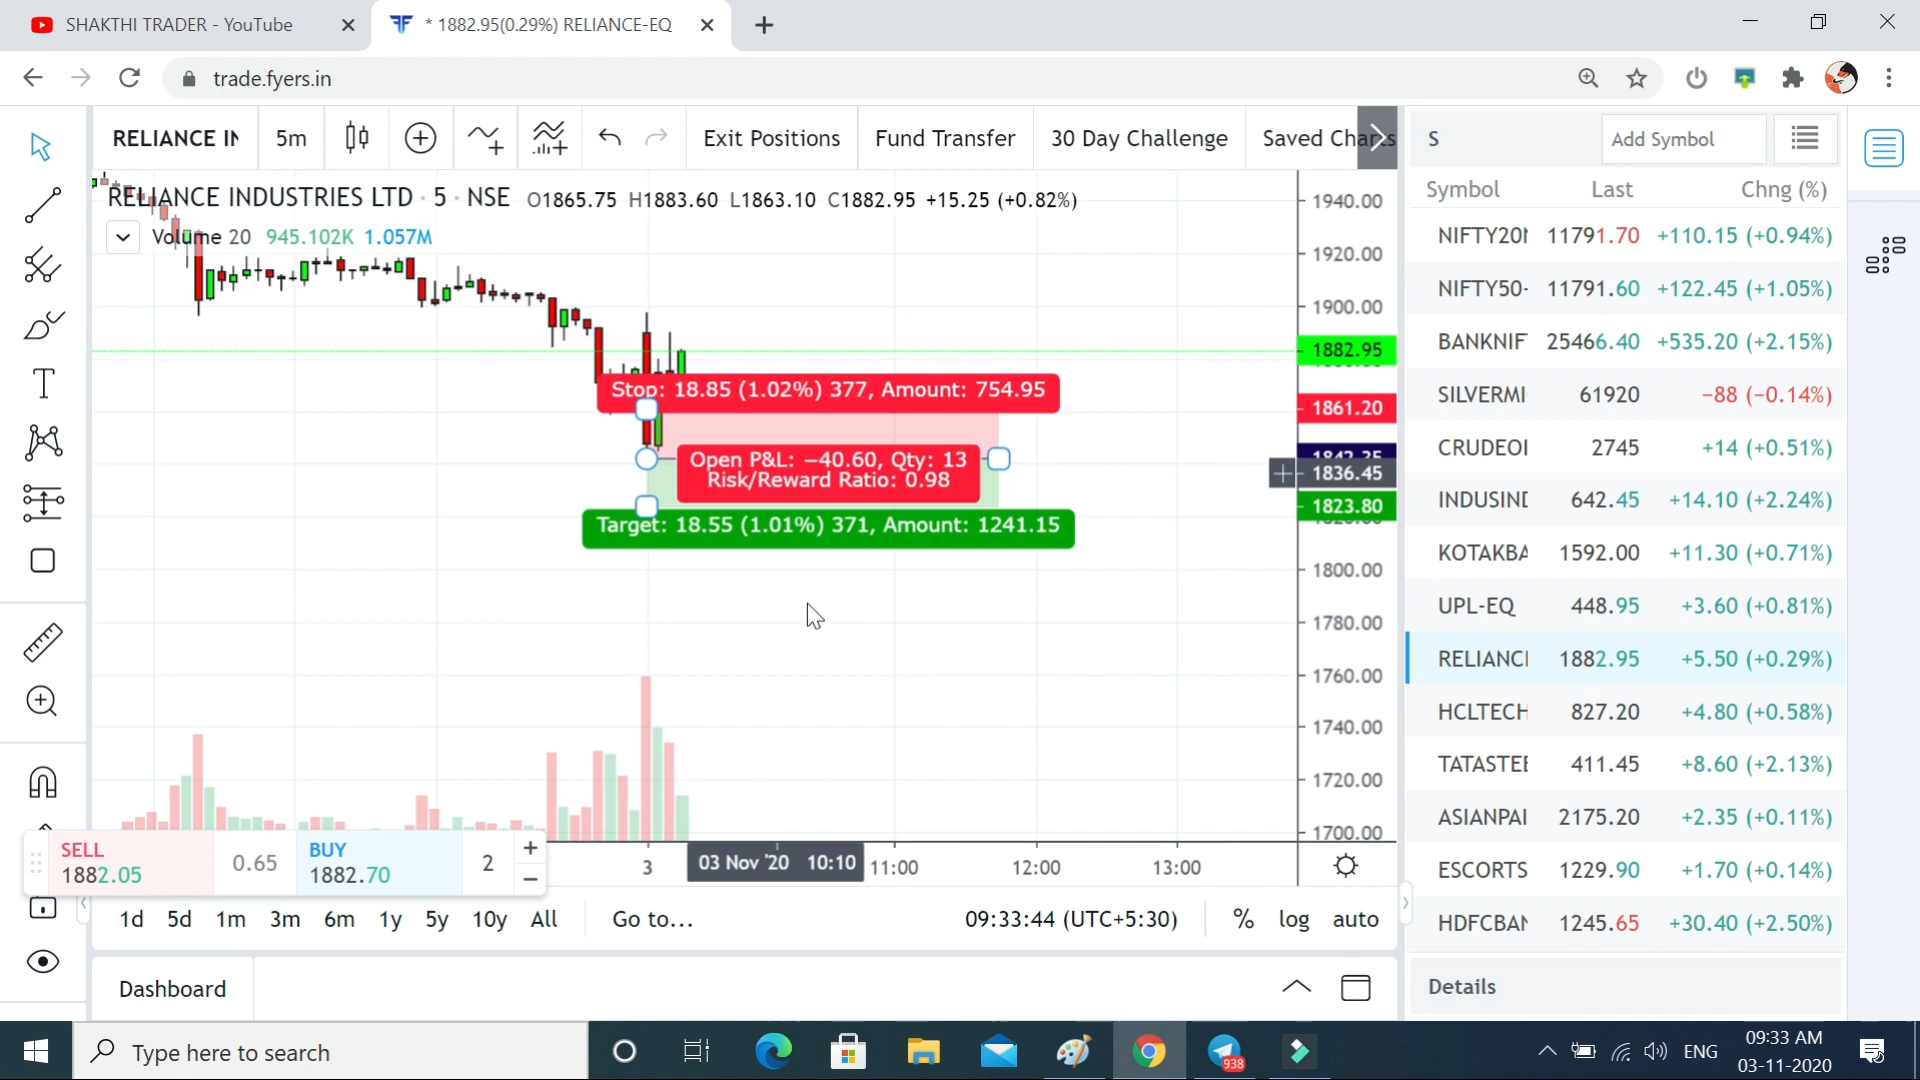 SHAKTHI TRADER - YouTube
* 1882.95(0.29%) RELIANCE-EQ
trade.fyers.in
RELIANCE IN
5m
Exit Positions
Fund Transfer
30 Day Challenge
Saved Charts
S
Add Symbol
RELIANCE INDUSTRIES LTD · 5 · NSE O1865.75 H1883.60 L1863.10 C1882.95 +15.25 (+0.82%)
Volume 20 945.102K 1.057M
1940.00
1920.00
1900.00
1882.95
1861.20
1842.35
1836.45
1823.80
1800.00
1780.00
1760.00
1740.00
1720.00
1700.00
Stop: 18.85 (1.02%) 377, Amount: 754.95
Open P&L: −40.60, Qty: 13
Risk/Reward Ratio: 0.98
Target: 18.55 (1.01%) 371, Amount: 1241.15
SELL
1882.05
0.65
BUY
1882.70
2
3
03 Nov '20 10:10
11:00
12:00
13:00
1d 5d 1m 3m 6m 1y 5y 10y All
Go to...
09:33:44 (UTC+5:30)
% log auto
Dashboard
Symbol Last Chng (%)
NIFTY20N 11791.70 +110.15 (+0.94%)
NIFTY50- 11791.60 +122.45 (+1.05%)
BANKNIF 25466.40 +535.20 (+2.15%)
SILVERMI 61920 −88 (−0.14%)
CRUDEOI 2745 +14 (+0.51%)
INDUSIND 642.45 +14.10 (+2.24%)
KOTAKBA 1592.00 +11.30 (+0.71%)
UPL-EQ 448.95 +3.60 (+0.81%)
RELIANCE 1882.95 +5.50 (+0.29%)
HCLTECH 827.20 +4.80 (+0.58%)
TATASTEE 411.45 +8.60 (+2.13%)
ASIANPAI 2175.20 +2.35 (+0.11%)
ESCORTS 1229.90 +1.70 (+0.14%)
HDFCBAN 1245.65 +30.40 (+2.50%)
Details
Type here to search
938
ENG
09:33 AM
03-11-2020